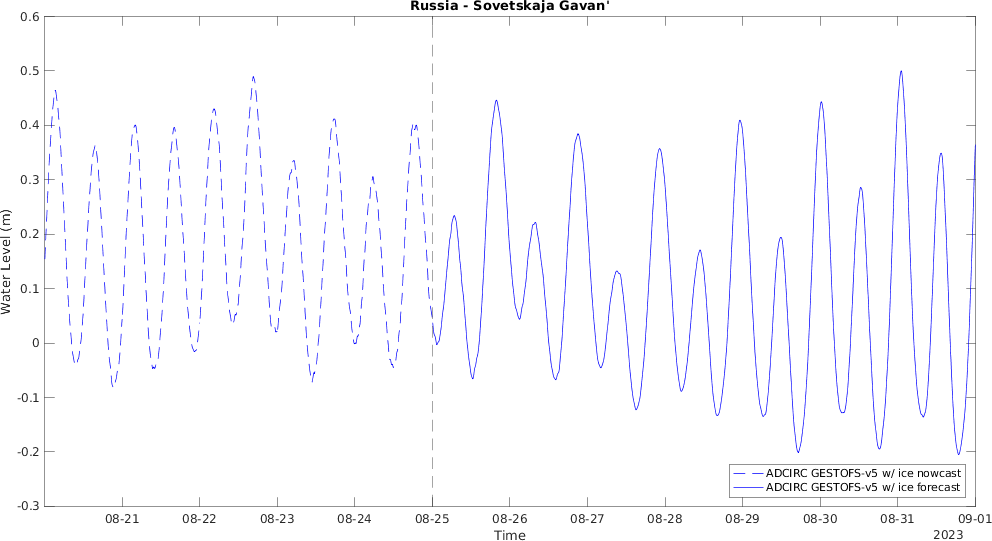 Russia - Sovetskaja Gavan'
Water Level (m)
0.6
0.5
0.4
0.3
0.2
0.1
0
-0.1
-0.2
-0.3
ADCIRC GESTOFS-v5 w/ ice nowcast
ADCIRC GESTOFS-v5 w/ ice forecast
08-21 08-22 08-23 08-24 08-25 08-26 08-27 08-28 08-29 08-30 08-31 09-01
Time
2023